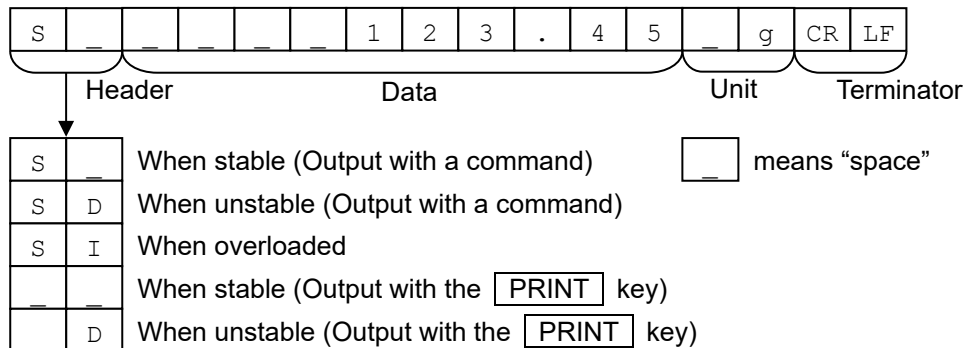 S _ _ _ _ _ 1 2 3 . 4 5 _ g CR LF
Header Data Unit Terminator
S _ When stable (Output with a command) _ means “space”
S D When unstable (Output with a command)
S I When overloaded
_ _ When stable (Output with the PRINT key)
D When unstable (Output with the PRINT key)